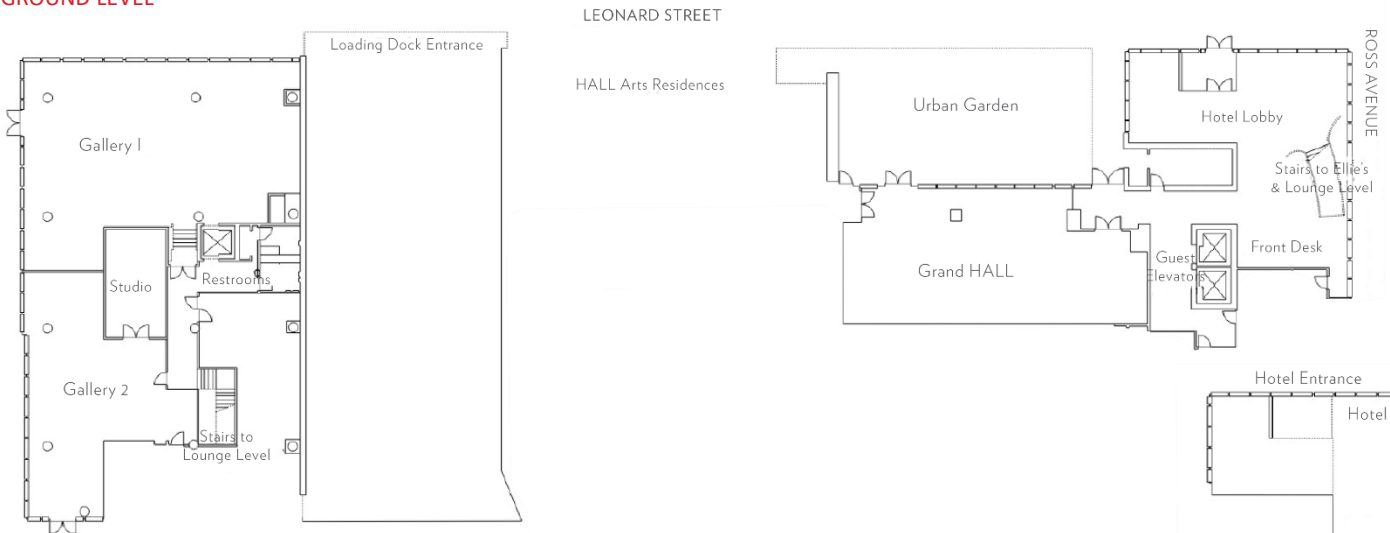 GROUND LEVEL
LEONARD STREET
Loading Dock Entrance
HALL Arts Residences
ROSS AVENUE
Urban Garden
Hotel Lobby
Gallery 1
Stairs to Ellie's
& Lounge Level
Front Desk
Grand HALL
Guest
Elevators
Restrooms
Studio
Gallery 2
Stairs to
Lounge Level
Hotel Entrance
Hotel